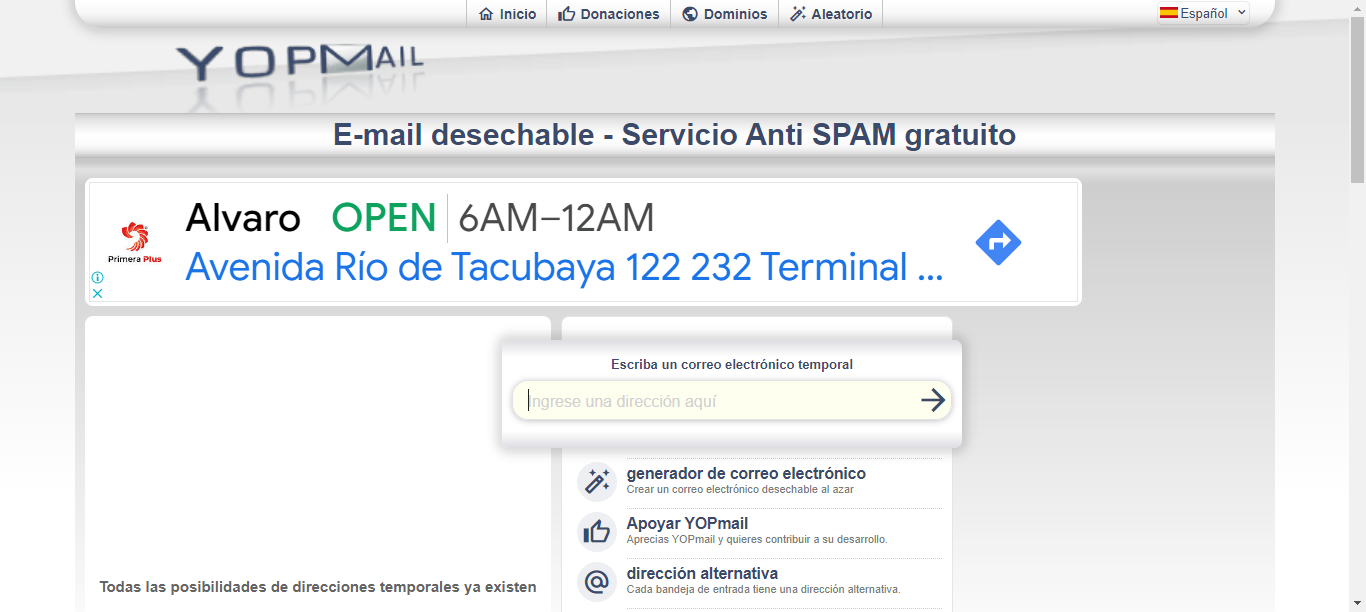 Inicio
Donaciones
Dominios
Aleatorio
Español
YOPMAIL
E-mail desechable - Servicio Anti SPAM gratuito
Alvaro OPEN 6AM–12AM
Primera Plus
Avenida Río de Tacubaya 122 232 Terminal ...
Escriba un correo electrónico temporal
Ingrese una dirección aquí
generador de correo electrónico
Crear un correo electrónico desechable al azar
Apoyar YOPmail
Aprecias YOPmail y quieres contribuir a su desarrollo.
dirección alternativa
Cada bandeja de entrada tiene una dirección alternativa.
Todas las posibilidades de direcciones temporales ya existen